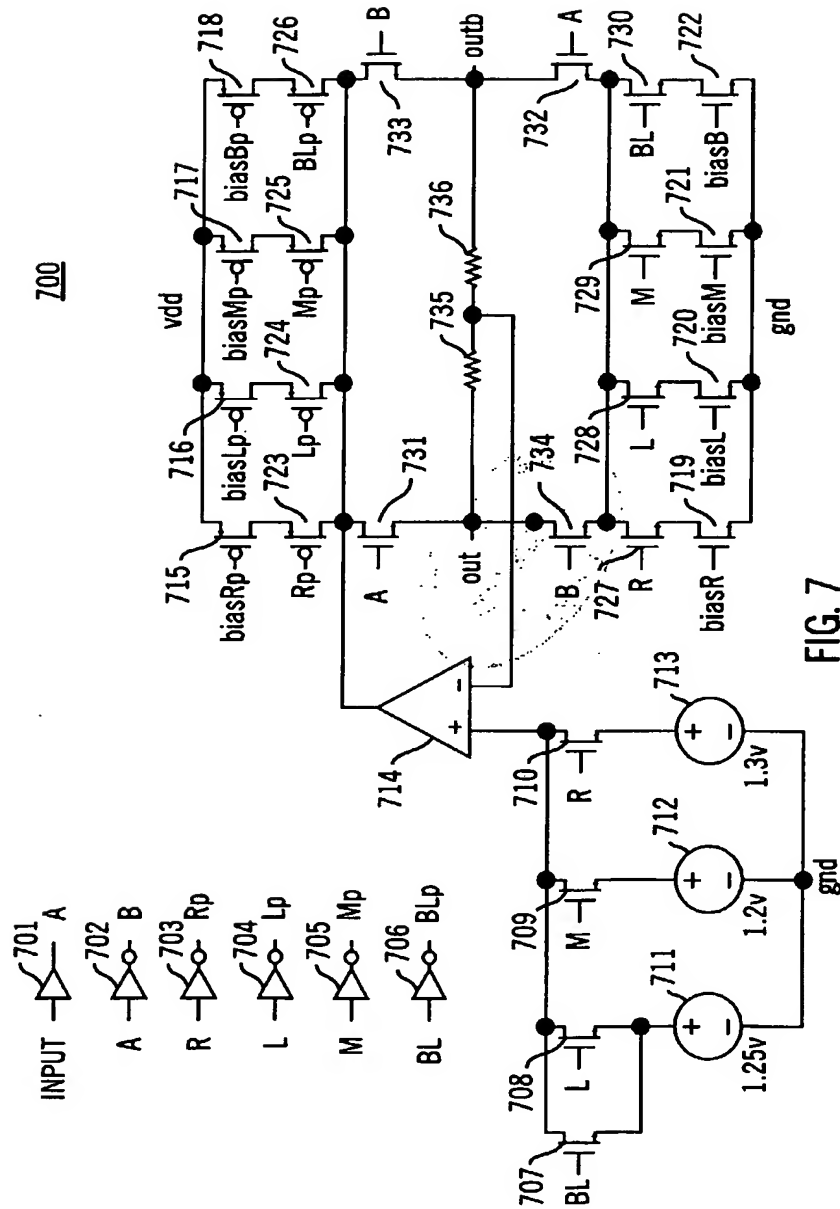 700
INPUT 701 A
A 702 B
R 703 Rp
L 704 Lp
M 705 Mp
BL 706 BLp
vdd
715 716 717 718
biasRp biasLp biasMp biasBp
723 724 725 726
Rp Lp Mp BLp
A 731 733 B
out 735 736 outb
B 734 732 A
727 728 729 730
R L M BL
719 720 721 722
biasR biasL biasM biasB
gnd
714
+ -
707 708 709 710
BL L M R
711 712 713
+ + +
- - -
1.25v 1.2v 1.3v
gnd
FIG. 7